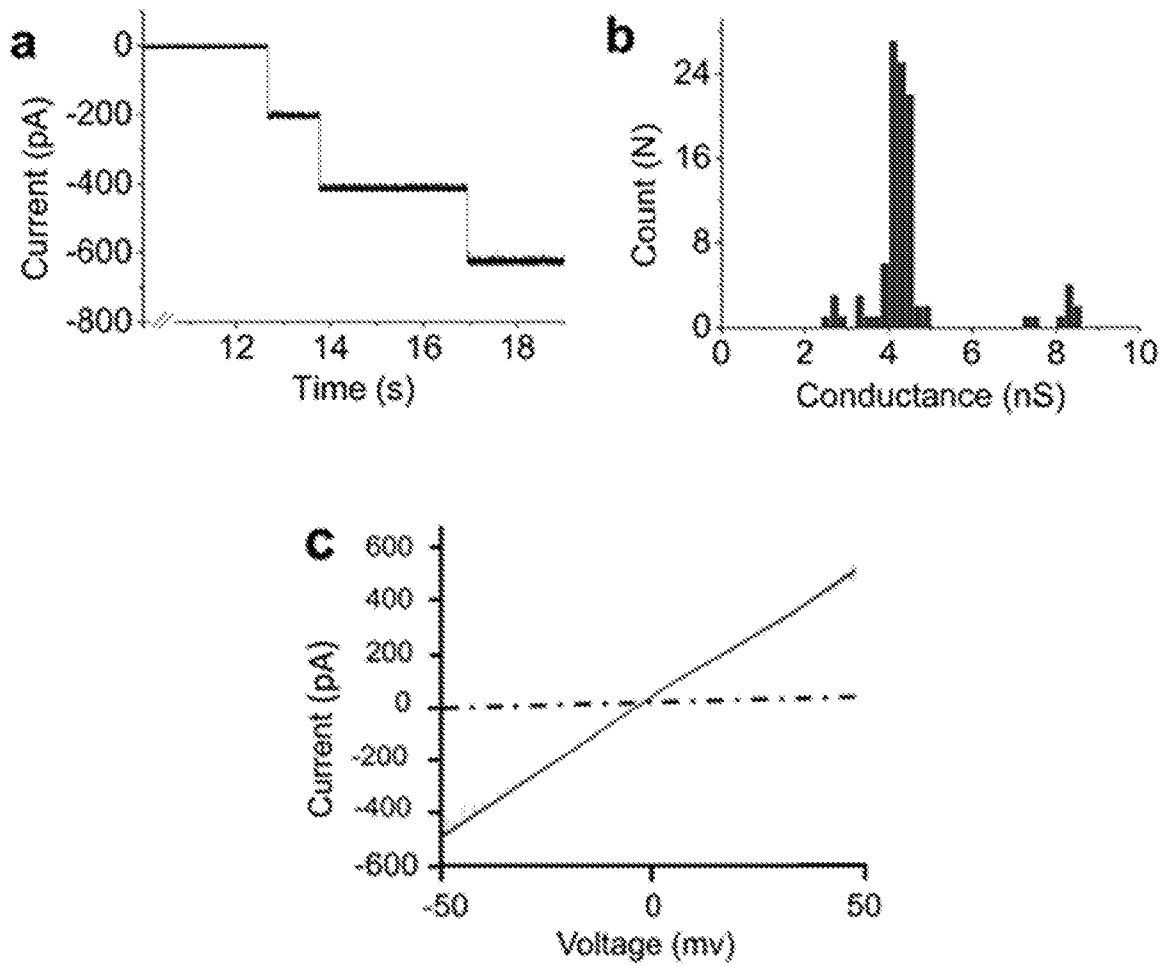 a
0
-200
-400
-600
-800
Current (pA)
12 14 16 18
Time (s)
b
24
16
8
0
Count (N)
0 2 4 6 8 10
Conductance (nS)
c
600
400
200
0
-200
-400
-600
Current (pA)
-50 0 50
Voltage (mv)